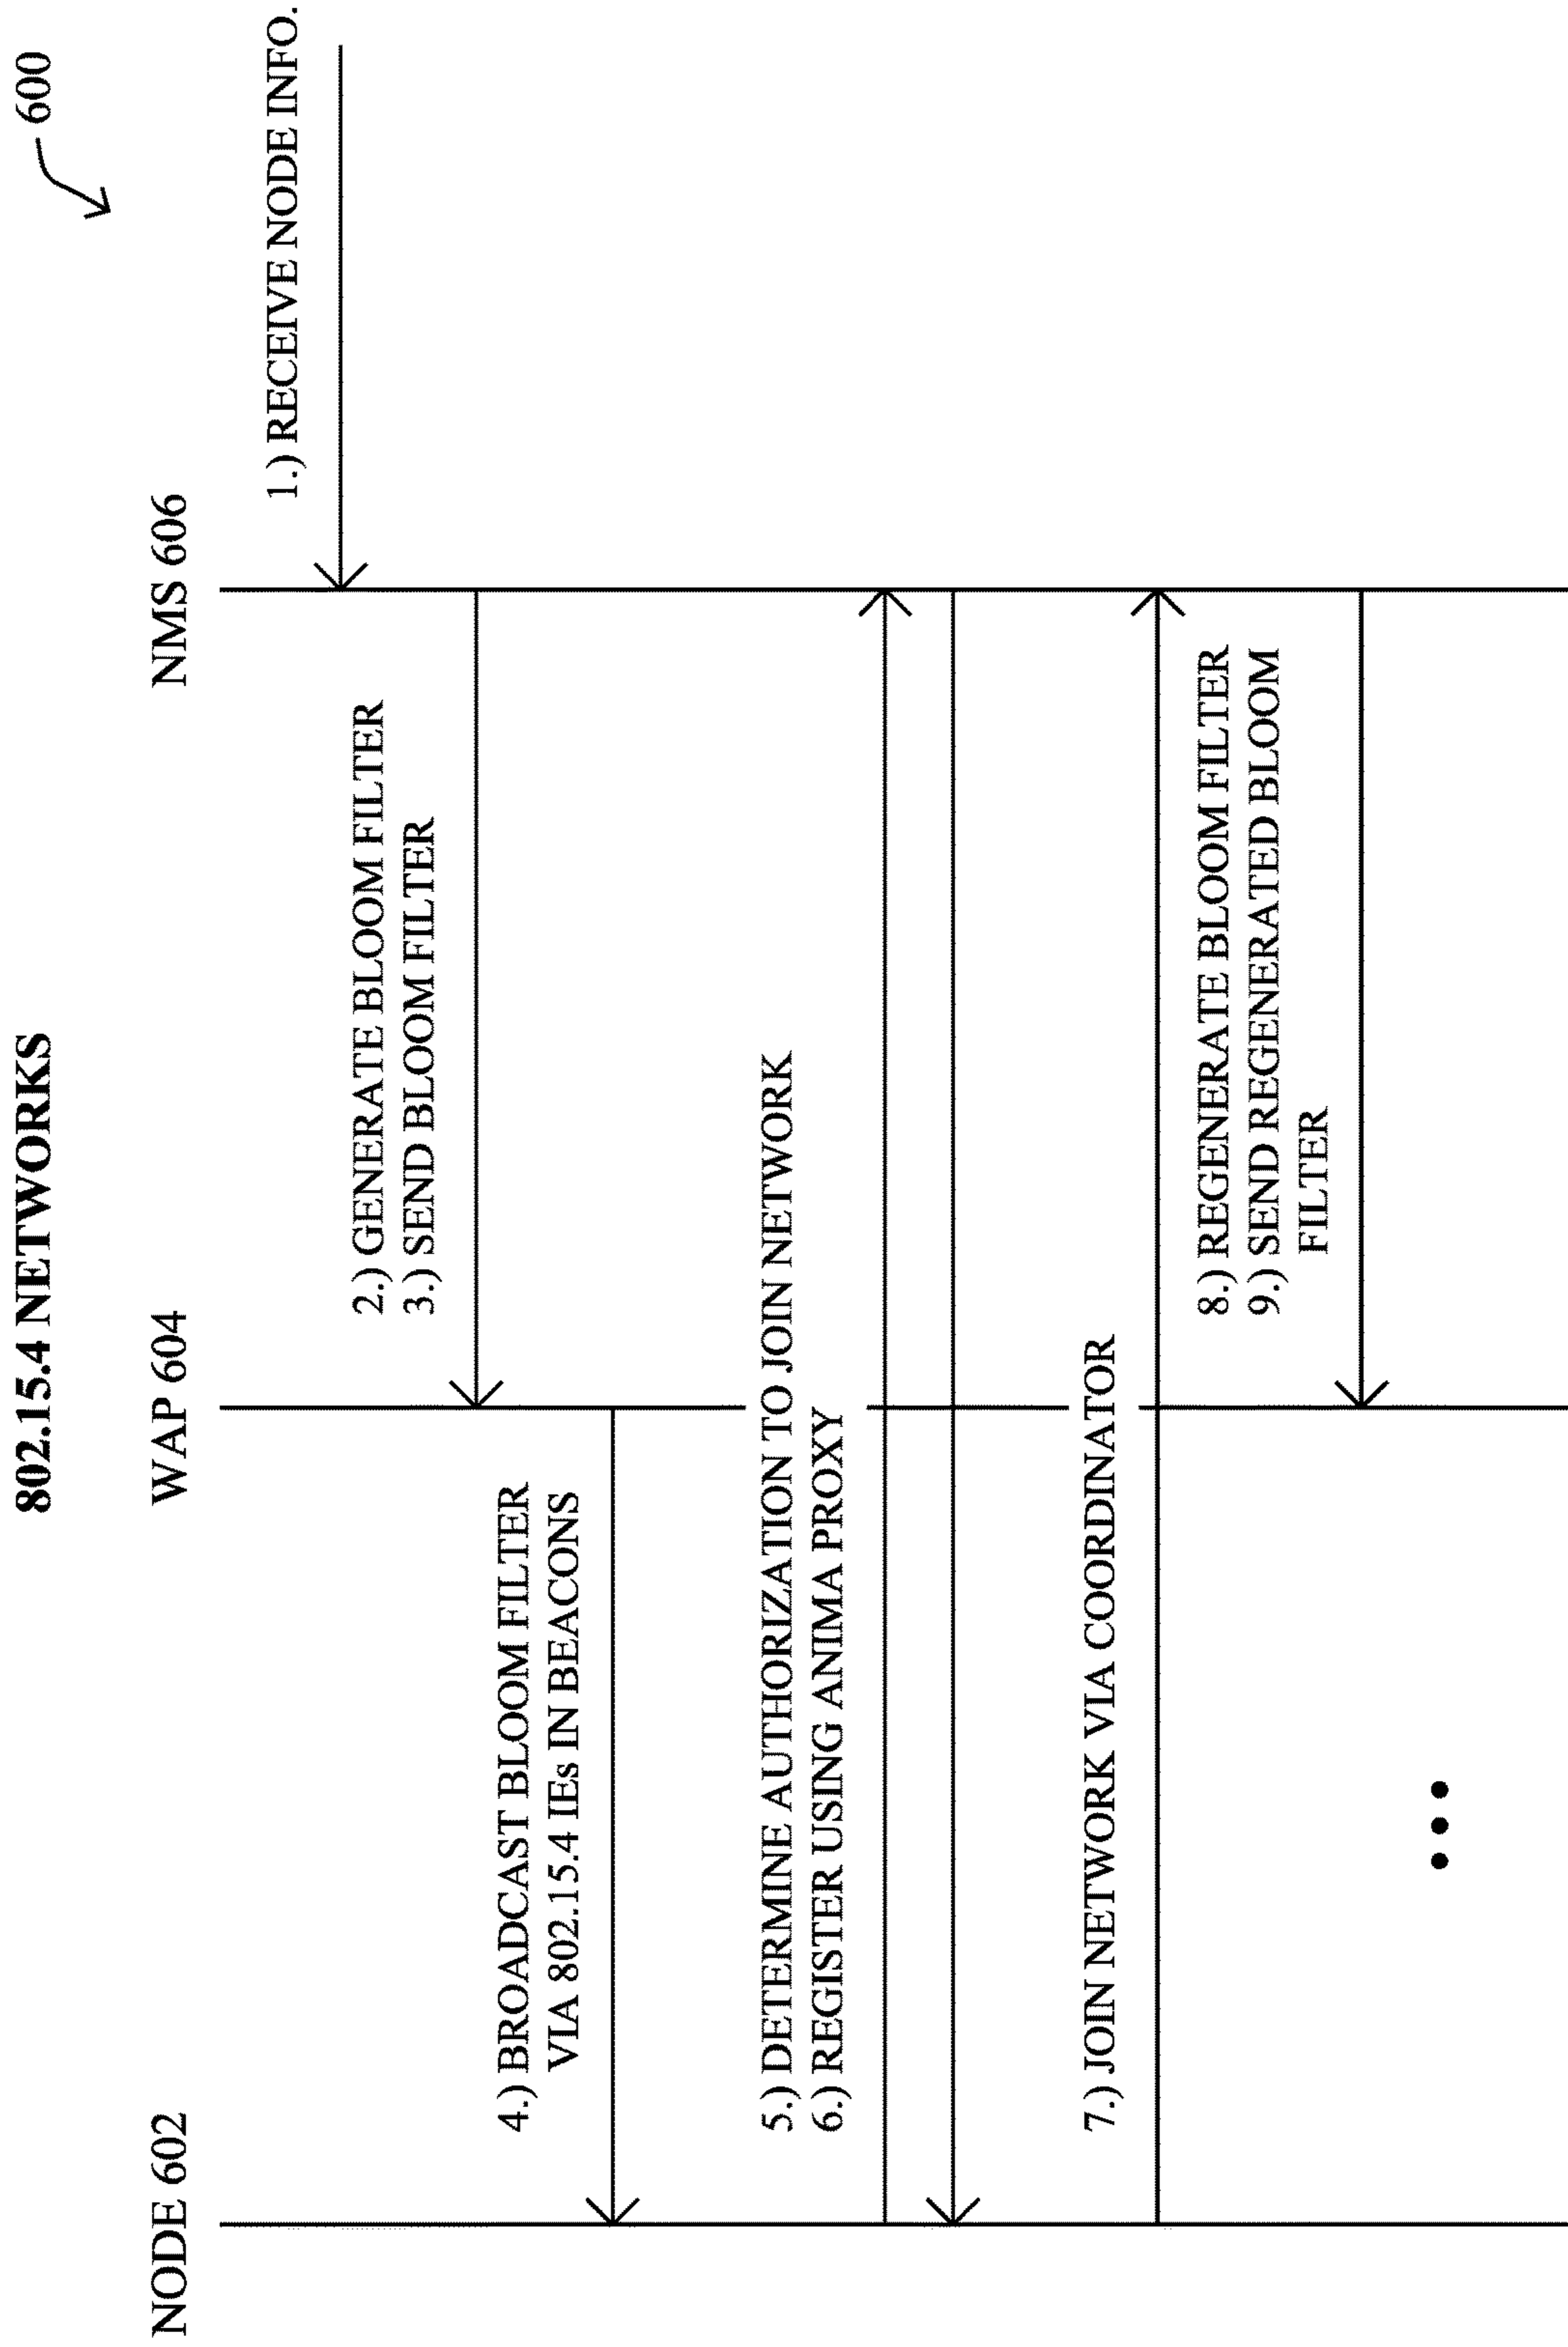 802.15.4 NETWORKS
600
NODE 602
WAP 604
NMS 606
1.) RECEIVE NODE INFO.
2.) GENERATE BLOOM FILTER
3.) SEND BLOOM FILTER
4.) BROADCAST BLOOM FILTER
VIA 802.15.4 IEs IN BEACONS
5.) DETERMINE AUTHORIZATION TO JOIN NETWORK
6.) REGISTER USING ANIMA PROXY
7.) JOIN NETWORK VIA COORDINATOR
8.) REGENERATE BLOOM FILTER
9.) SEND REGENERATED BLOOM
FILTER